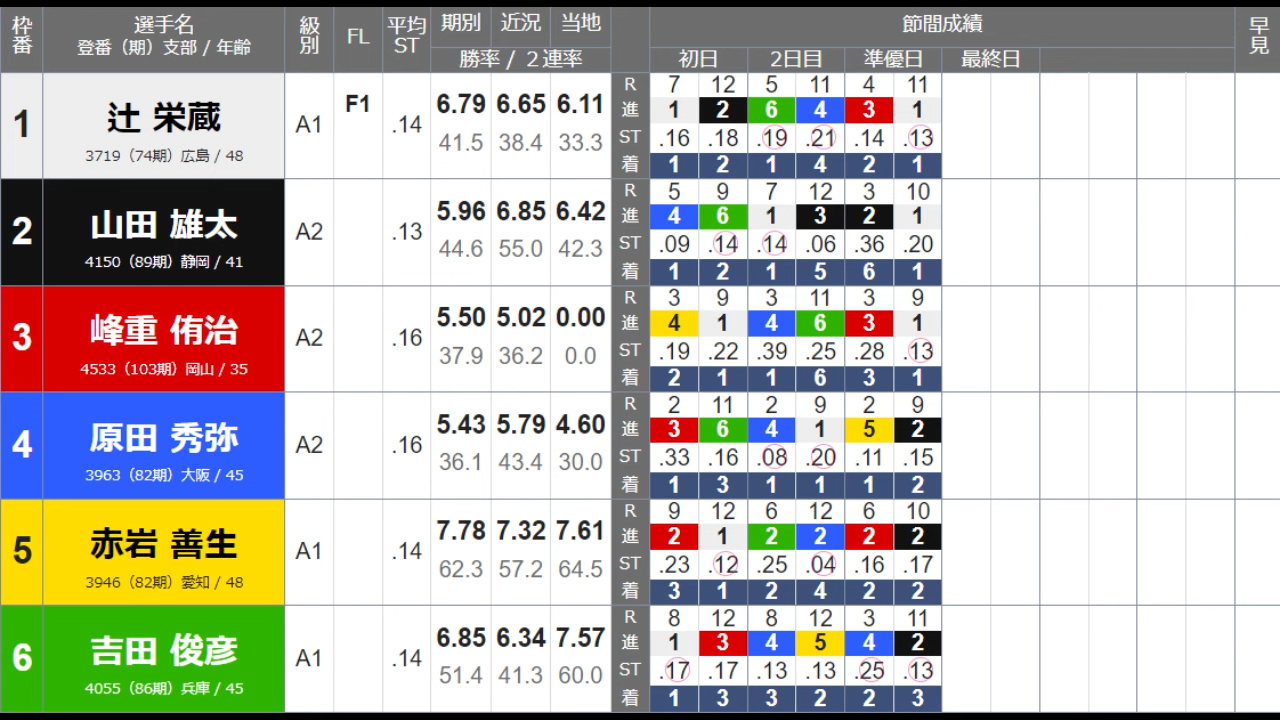 枠番 選手名 登番（期）支部 / 年齢 級別 FL 平均ST 期別 近況 当地 勝率 / ２連率 節間成績 早見
初日 2日目 準優日 最終日
1 辻 栄蔵 3719（74期）広島 / 48 A1 F1 .14 6.79 6.65 6.11 41.5 38.4 33.3
R 7 12 5 11 4 11
進 1 2 6 4 3 1
ST .16 .18 .19 .21 .14 .13
着 1 2 1 4 2 1
2 山田 雄太 4150（89期）静岡 / 41 A2 .13 5.96 6.85 6.42 44.6 55.0 42.3
R 5 9 7 12 3 10
進 4 6 1 3 2 1
ST .09 .14 .14 .06 .36 .20
着 1 2 1 5 6 1
3 峰重 侑治 4533（103期）岡山 / 35 A2 .16 5.50 5.02 0.00 37.9 36.2 0.0
R 3 9 3 11 3 9
進 4 1 4 6 3 1
ST .19 .22 .39 .25 .28 .13
着 2 1 1 6 3 1
4 原田 秀弥 3963（82期）大阪 / 45 A2 .16 5.43 5.79 4.60 36.1 43.4 30.0
R 2 11 2 9 2 9
進 3 6 4 1 5 2
ST .33 .16 .08 .20 .11 .15
着 1 3 1 1 1 2
5 赤岩 善生 3946（82期）愛知 / 48 A1 .14 7.78 7.32 7.61 62.3 57.2 64.5
R 9 12 6 12 6 10
進 2 1 2 2 2 2
ST .23 .12 .25 .04 .16 .17
着 3 1 2 4 2 2
6 吉田 俊彦 4055（86期）兵庫 / 45 A1 .14 6.85 6.34 7.57 51.4 41.3 60.0
R 8 12 8 12 3 11
進 1 3 4 5 4 2
ST .17 .17 .13 .13 .25 .13
着 1 3 3 2 2 3